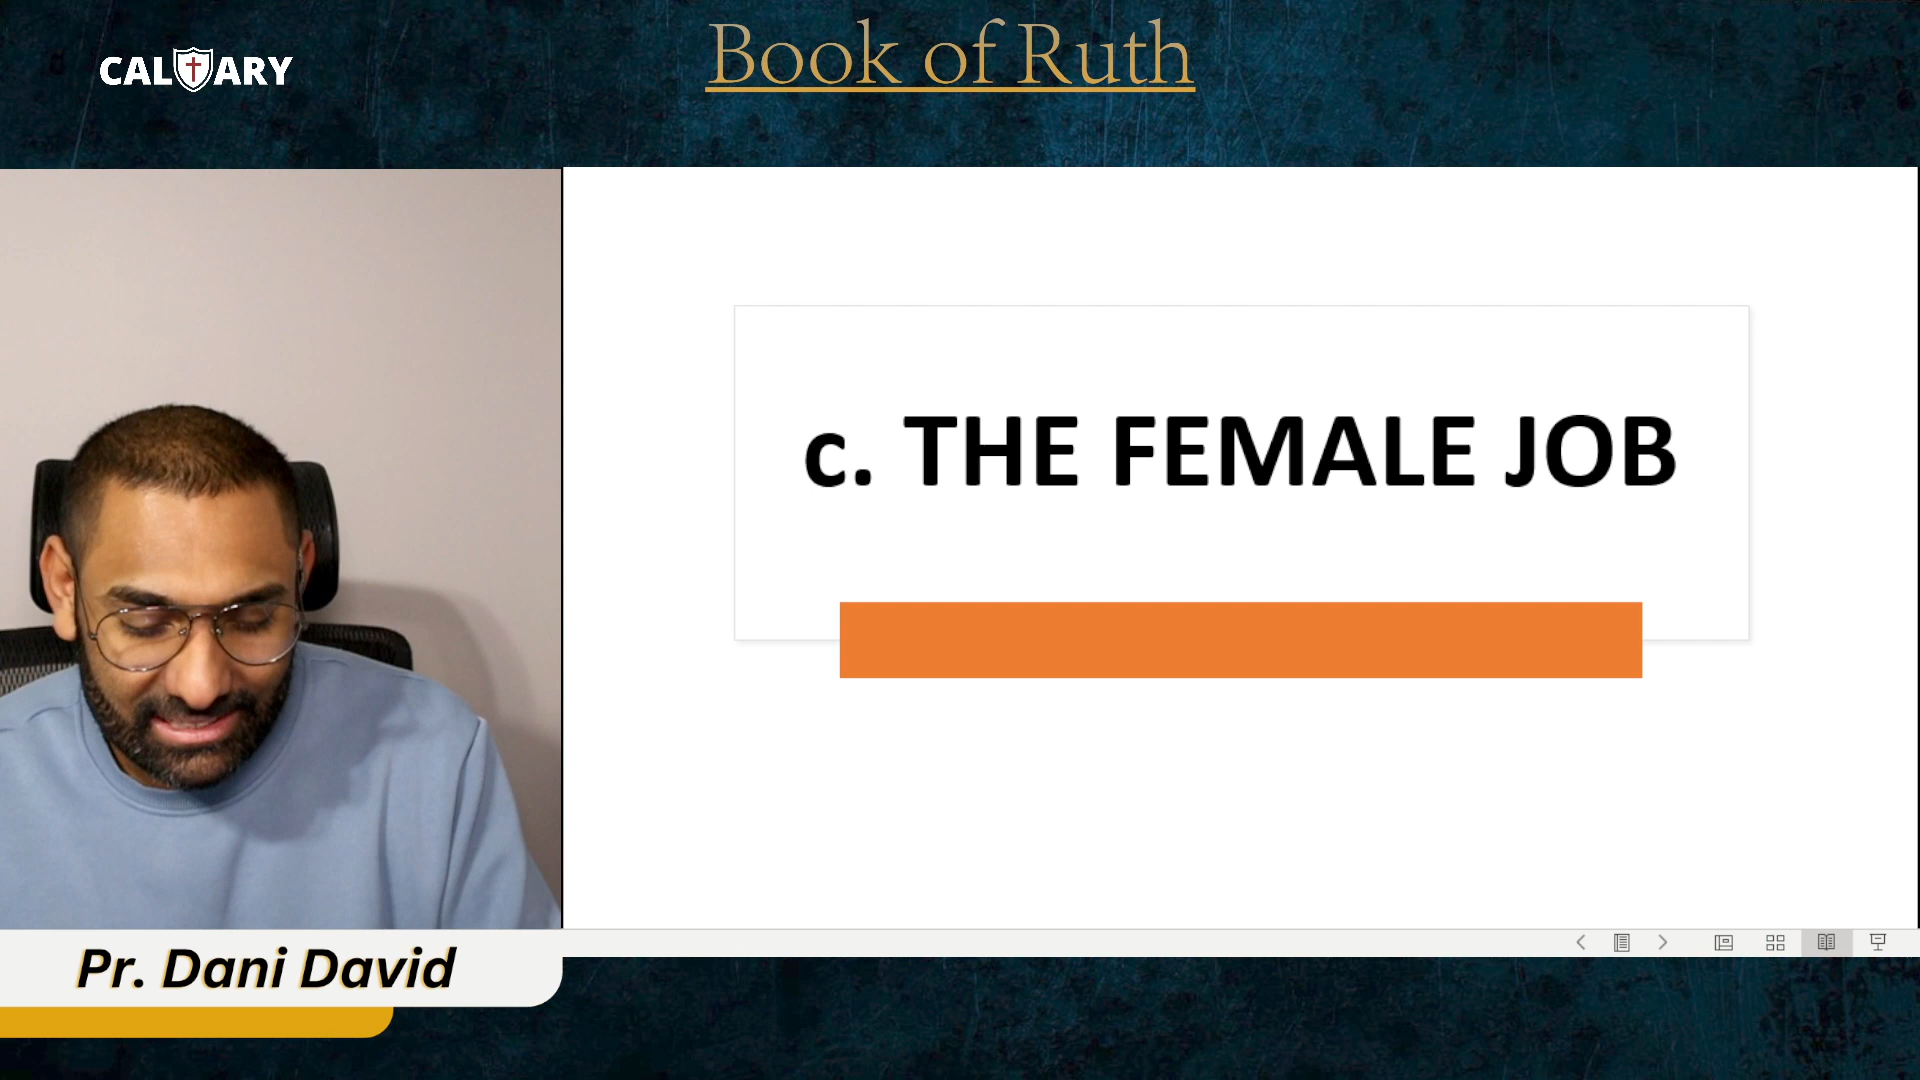 CALVARY
Book of Ruth
c. THE FEMALE JOB
Pr. Dani David